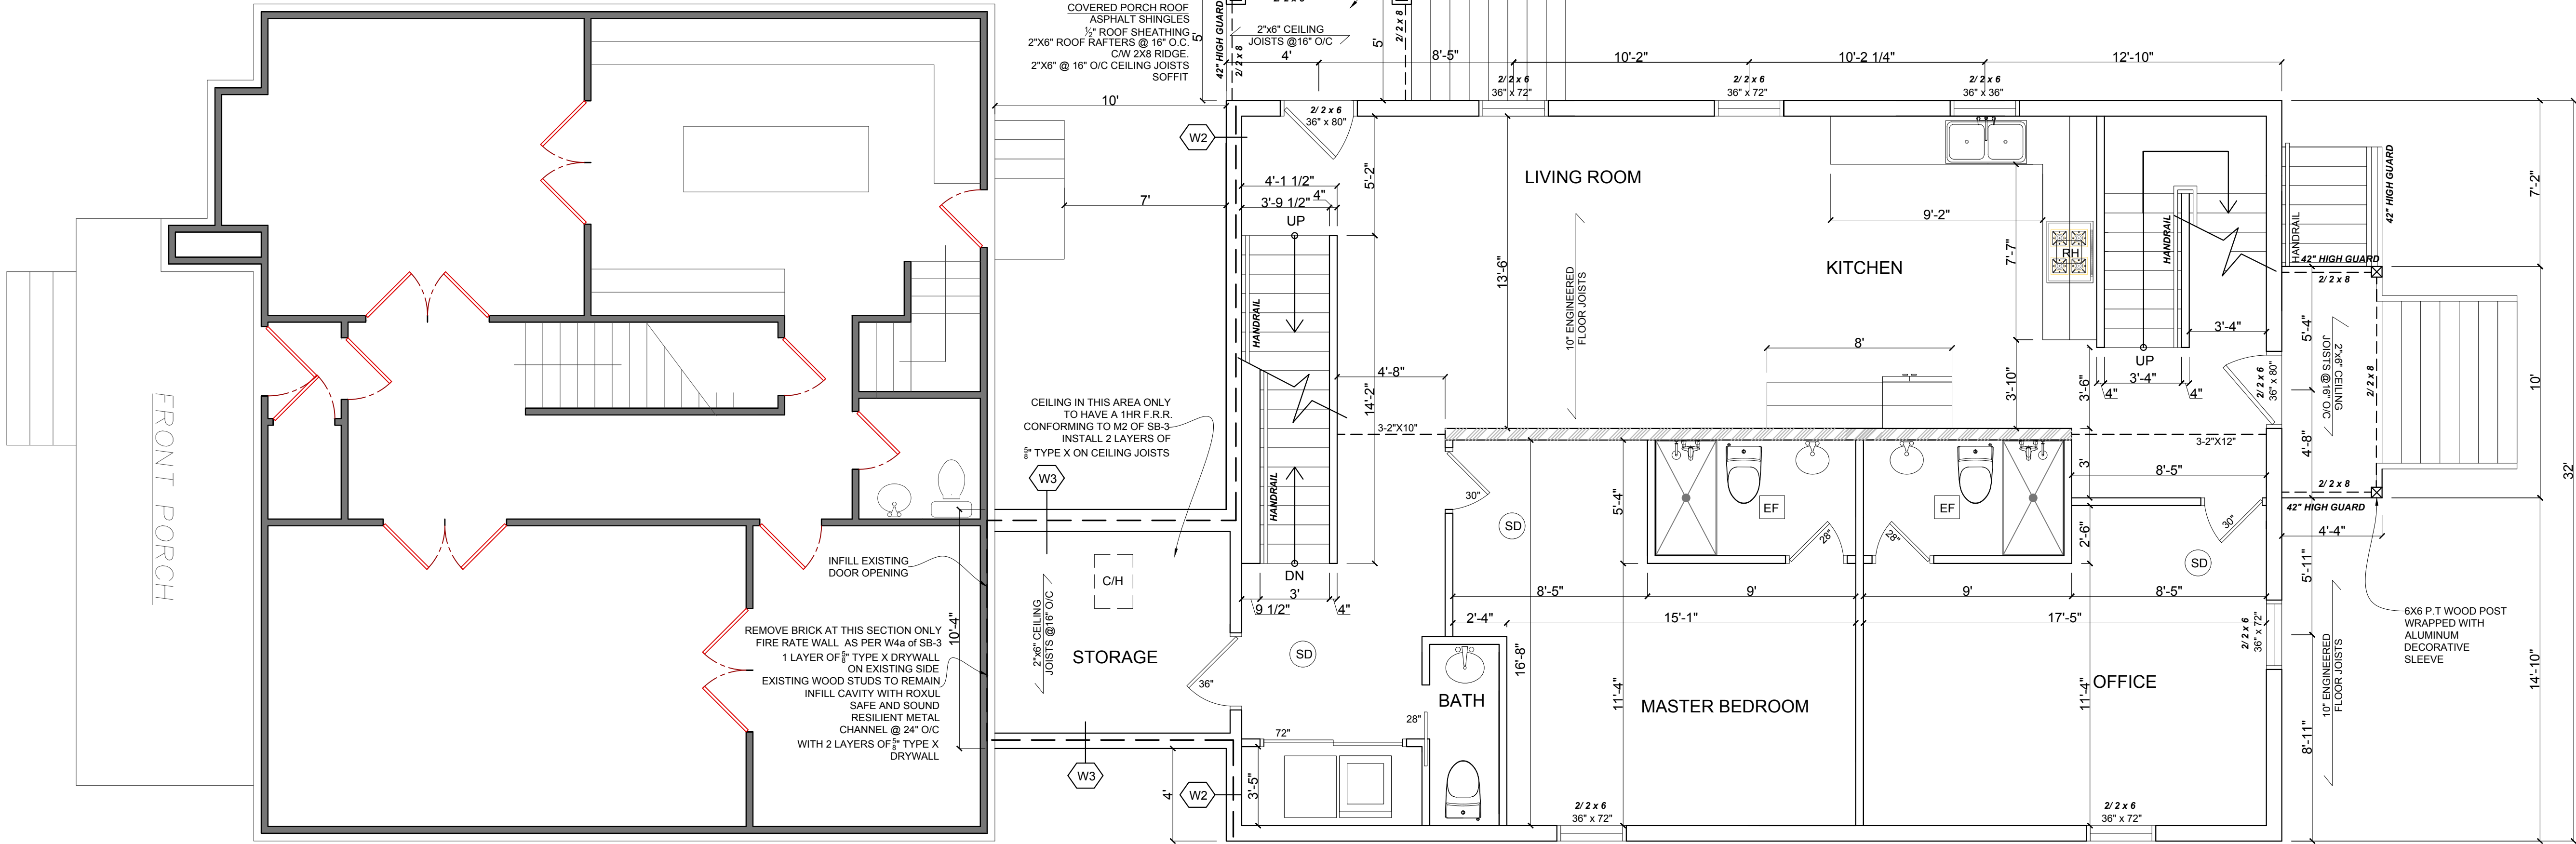 COVERED PORCH ROOF
ASPHALT SHINGLES
½" ROOF SHEATHING
2"X6" ROOF RAFTERS @ 16" O.C.
C/W 2X8 RIDGE.
2"X6" @ 16" O/C CEILING JOISTS
SOFFIT
5'
42" HIGH GUARD
2/ 2 x 8
2"x6" CEILING
JOISTS @16" O/C
4'
5'
2/ 2 x 8
8'-5"
10'-2"
10'-2 1/4"
12'-10"
2/ 2 x 6
36" x 72"
2/ 2 x 6
36" x 72"
2/ 2 x 6
36" x 36"
10'
7'
W2
2/ 2 x 6
36" x 80"
4'-1 1/2"
3'-9 1/2"
4"
5'-2"
UP
HANDRAIL
HANDRAIL
DN
14'-2"
9 1/2"
3'
4"
LIVING ROOM
13'-6"
10" ENGINEERED
FLOOR JOISTS
KITCHEN
9'-2"
7'-7"
RH
8'
3'-10"
3'-6"
HANDRAIL
UP
3'-4"
3'-4"
4"
4"
HANDRAIL
42" HIGH GUARD
42" HIGH GUARD
2/ 2 x 8
7'-2"
5'-4"
2"x6" CEILING
JOISTS @16" O/C
2/ 2 x 8
2/ 2 x 6
36" x 80"
4'-8"
10'
32'
2/ 2 x 8
42" HIGH GUARD
4'-4"
FRONT PORCH
CEILING IN THIS AREA ONLY
TO HAVE A 1HR F.R.R.
CONFORMING TO M2 OF SB-3
INSTALL 2 LAYERS OF
⅝" TYPE X ON CEILING JOISTS
W3
4'-8"
3-2"X10"
3-2"X12"
8'-5"
3'
30"
SD
5'-4"
EF
28"
EF
28"
2'-6"
30"
SD
INFILL EXISTING
DOOR OPENING
10'-4"
C/H
2"x6" CEILING
JOISTS @16" O/C
STORAGE
REMOVE BRICK AT THIS SECTION ONLY
FIRE RATE WALL AS PER W4a of SB-3
1 LAYER OF ⅝" TYPE X DRYWALL
ON EXISTING SIDE
EXISTING WOOD STUDS TO REMAIN
INFILL CAVITY WITH ROXUL
SAFE AND SOUND
RESILIENT METAL
CHANNEL @ 24" O/C
WITH 2 LAYERS OF ⅝" TYPE X
DRYWALL
W3
4'
W2
SD
36"
72"
3'-5"
BATH
28"
8'-5"
9'
9'
8'-5"
2'-4"
15'-1"
17'-5"
16'-8"
11'-4"
MASTER BEDROOM
11'-4"
OFFICE
2/ 2 x 6
36" x 72"
2/ 2 x 6
36" x 72"
2/ 2 x 6
36" x 72"
5'-11"
8'-11"
10" ENGINEERED
FLOOR JOISTS
14'-10"
6X6 P.T WOOD POST
WRAPPED WITH
ALUMINUM
DECORATIVE
SLEEVE